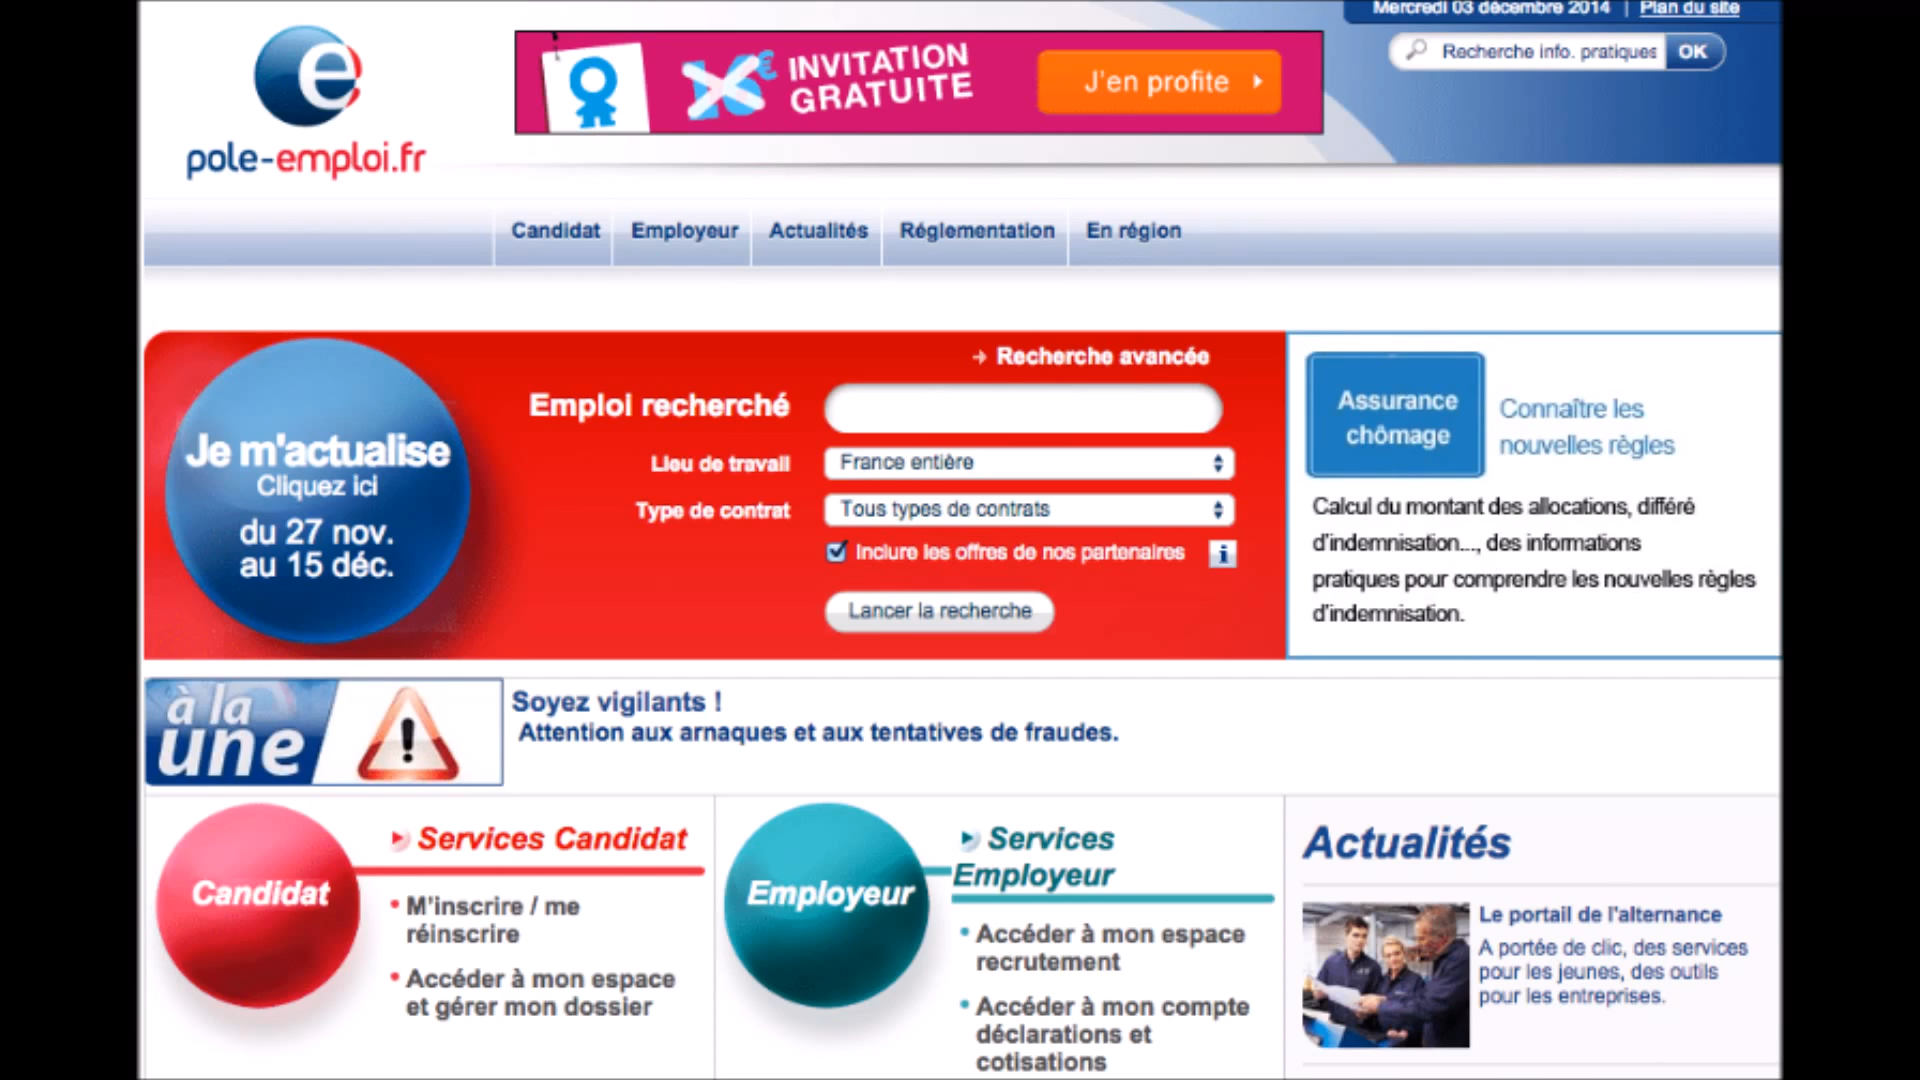 Mercredi 03 décembre 2014 | Plan du site
Recherche info. pratiques OK
e
pole-emploi.fr
INVITATION
GRATUITE
J'en profite
Candidat Employeur Actualités Réglementation En région
Je m'actualise
Cliquez ici
du 27 nov.
au 15 déc.
Recherche avancée
Emploi recherché
Lieu de travail France entière
Type de contrat Tous types de contrats
Inclure les offres de nos partenaires i
Lancer la recherche
Assurance
chômage
Connaître les
nouvelles règles
Calcul du montant des allocations, différé
d'indemnisation..., des informations
pratiques pour comprendre les nouvelles règles
d'indemnisation.
à la
une
Soyez vigilants !
Attention aux arnaques et aux tentatives de fraudes.
Candidat
Services Candidat
• M'inscrire / me
réinscrire
• Accéder à mon espace
et gérer mon dossier
Employeur
Services
Employeur
• Accéder à mon espace
recrutement
• Accéder à mon compte
déclarations et
cotisations
Actualités
Le portail de l'alternance
A portée de clic, des services
pour les jeunes, des outils
pour les entreprises.